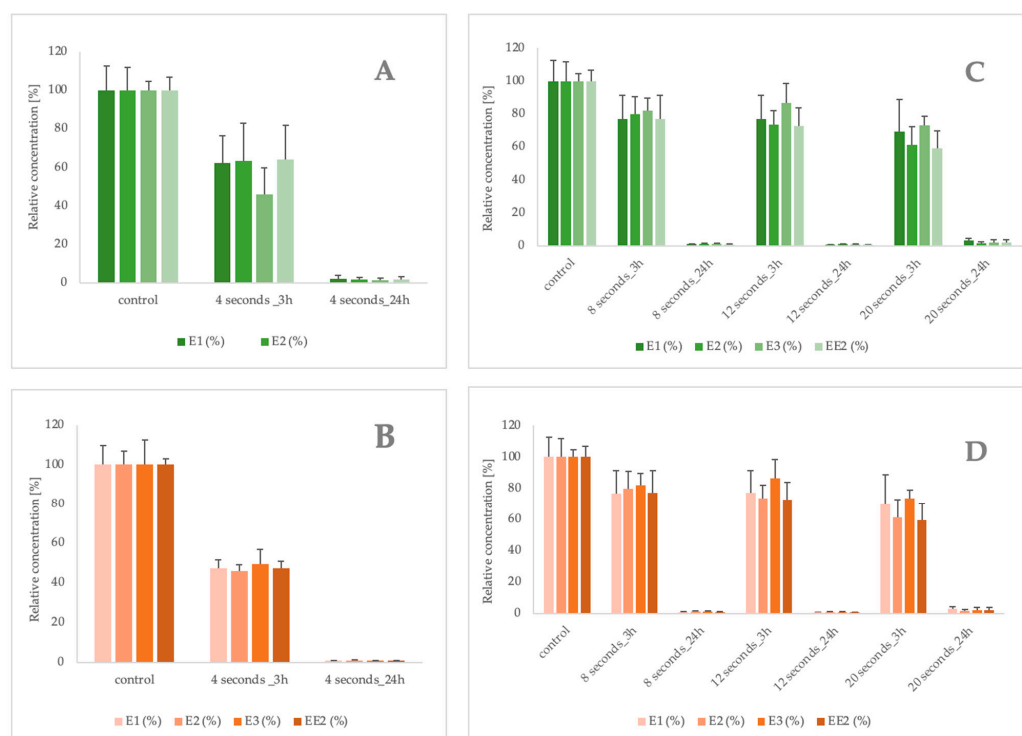 A
Relative concentration [%]
120
100
80
60
40
20
0
control
4 seconds _3h
4 seconds_24h
E1 (%)
E2 (%)
C
Relative concentration [%]
120
100
80
60
40
20
0
control
8 seconds_3h
8 seconds_24h
12 seconds_3h
12 seconds_24h
20 seconds_3h
20 seconds_24h
E1 (%)
E2 (%)
E3 (%)
EE2 (%)
B
Relative concentration [%]
120
100
80
60
40
20
0
control
4 seconds _3h
4 seconds_24h
E1 (%)
E2 (%)
E3 (%)
EE2 (%)
D
Relative concentration [%]
120
100
80
60
40
20
0
control
8 seconds_3h
8 seconds_24h
12 seconds_3h
12 seconds_24h
20 seconds_3h
20 seconds_24h
E1 (%)
E2 (%)
E3 (%)
EE2 (%)